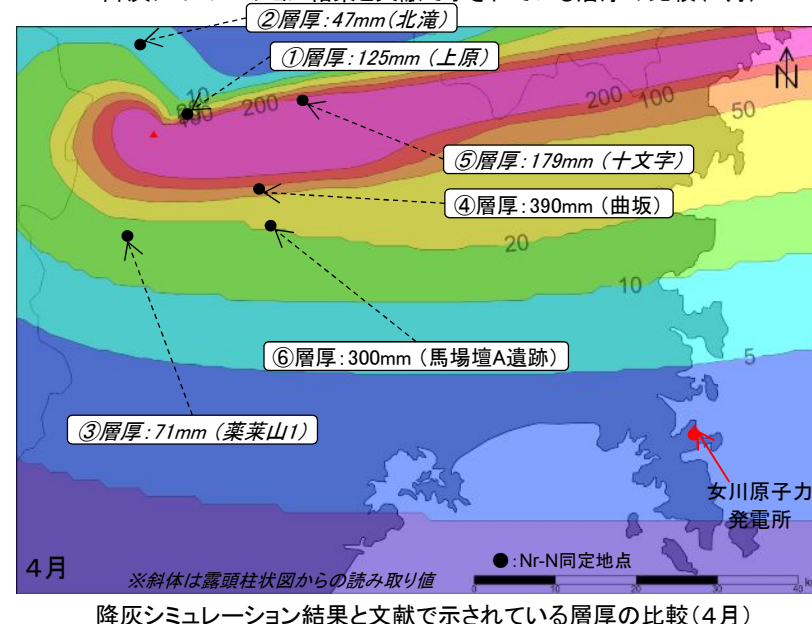 ②層厚：47mm（北滝）
①層厚：125mm（上原）
N
10
200
200
100
50
⑤層厚：179mm（十文字）
④層厚：390mm（曲坂）
20
10
⑥層厚：300mm（馬場壇A遺跡）
5
③層厚：71mm（薬莱山1）
女川原子力
発電所
4月
※斜体は露頭柱状図からの読み取り値
●：Nr-N同定地点
0
10
20
30
40
降灰シミュレーション結果と文献で示されている層厚の比較（4月）